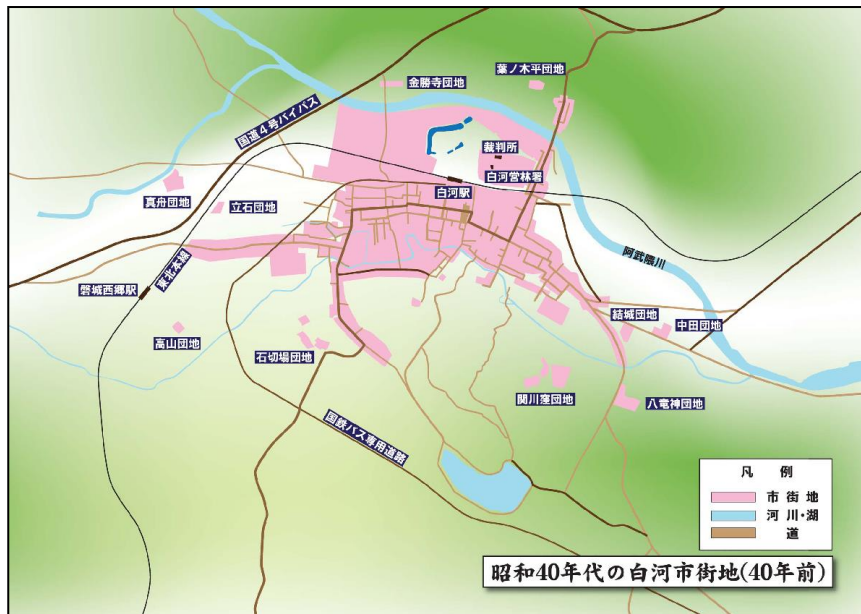 金勝寺団地
葉ノ木平団地
国道4号バイパス
裁判所
白河営林署
白河駅
真舟団地
立石団地
阿武隈川
東北本線
磐城西郷駅
結城団地
中田団地
高山団地
石切場団地
関川窪団地
八竜神団地
国鉄バス専用道路
凡 例
市街地
河川・湖
道
昭和40年代の白河市街地(40年前)